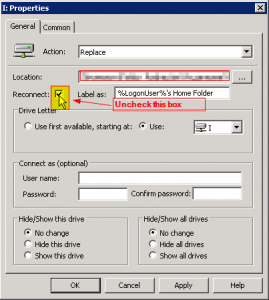 I: Properties
General Common
Action: Replace
Location: ...
Reconnect: Label as: %LogonUser%'s Home Folder
Uncheck this box
Drive Letter
Use first available, starting at: Use: I
Connect as (optional)
User name:
Password: Confirm password:
Hide/Show this drive Hide/Show all drives
No change No change
Hide this drive Hide all drives
Show this drive Show all drives
OK Cancel Apply Help